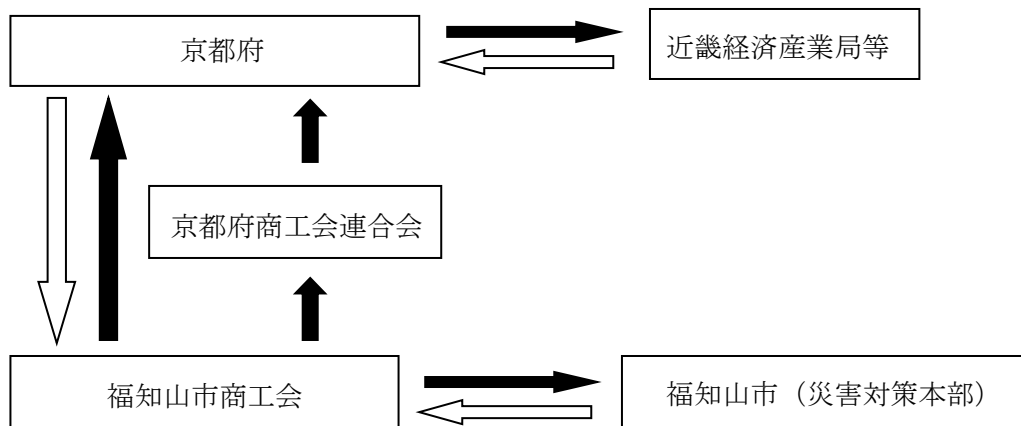 京都府
近畿経済産業局等
京都府商工会連合会
福知山市商工会
福知山市（災害対策本部）